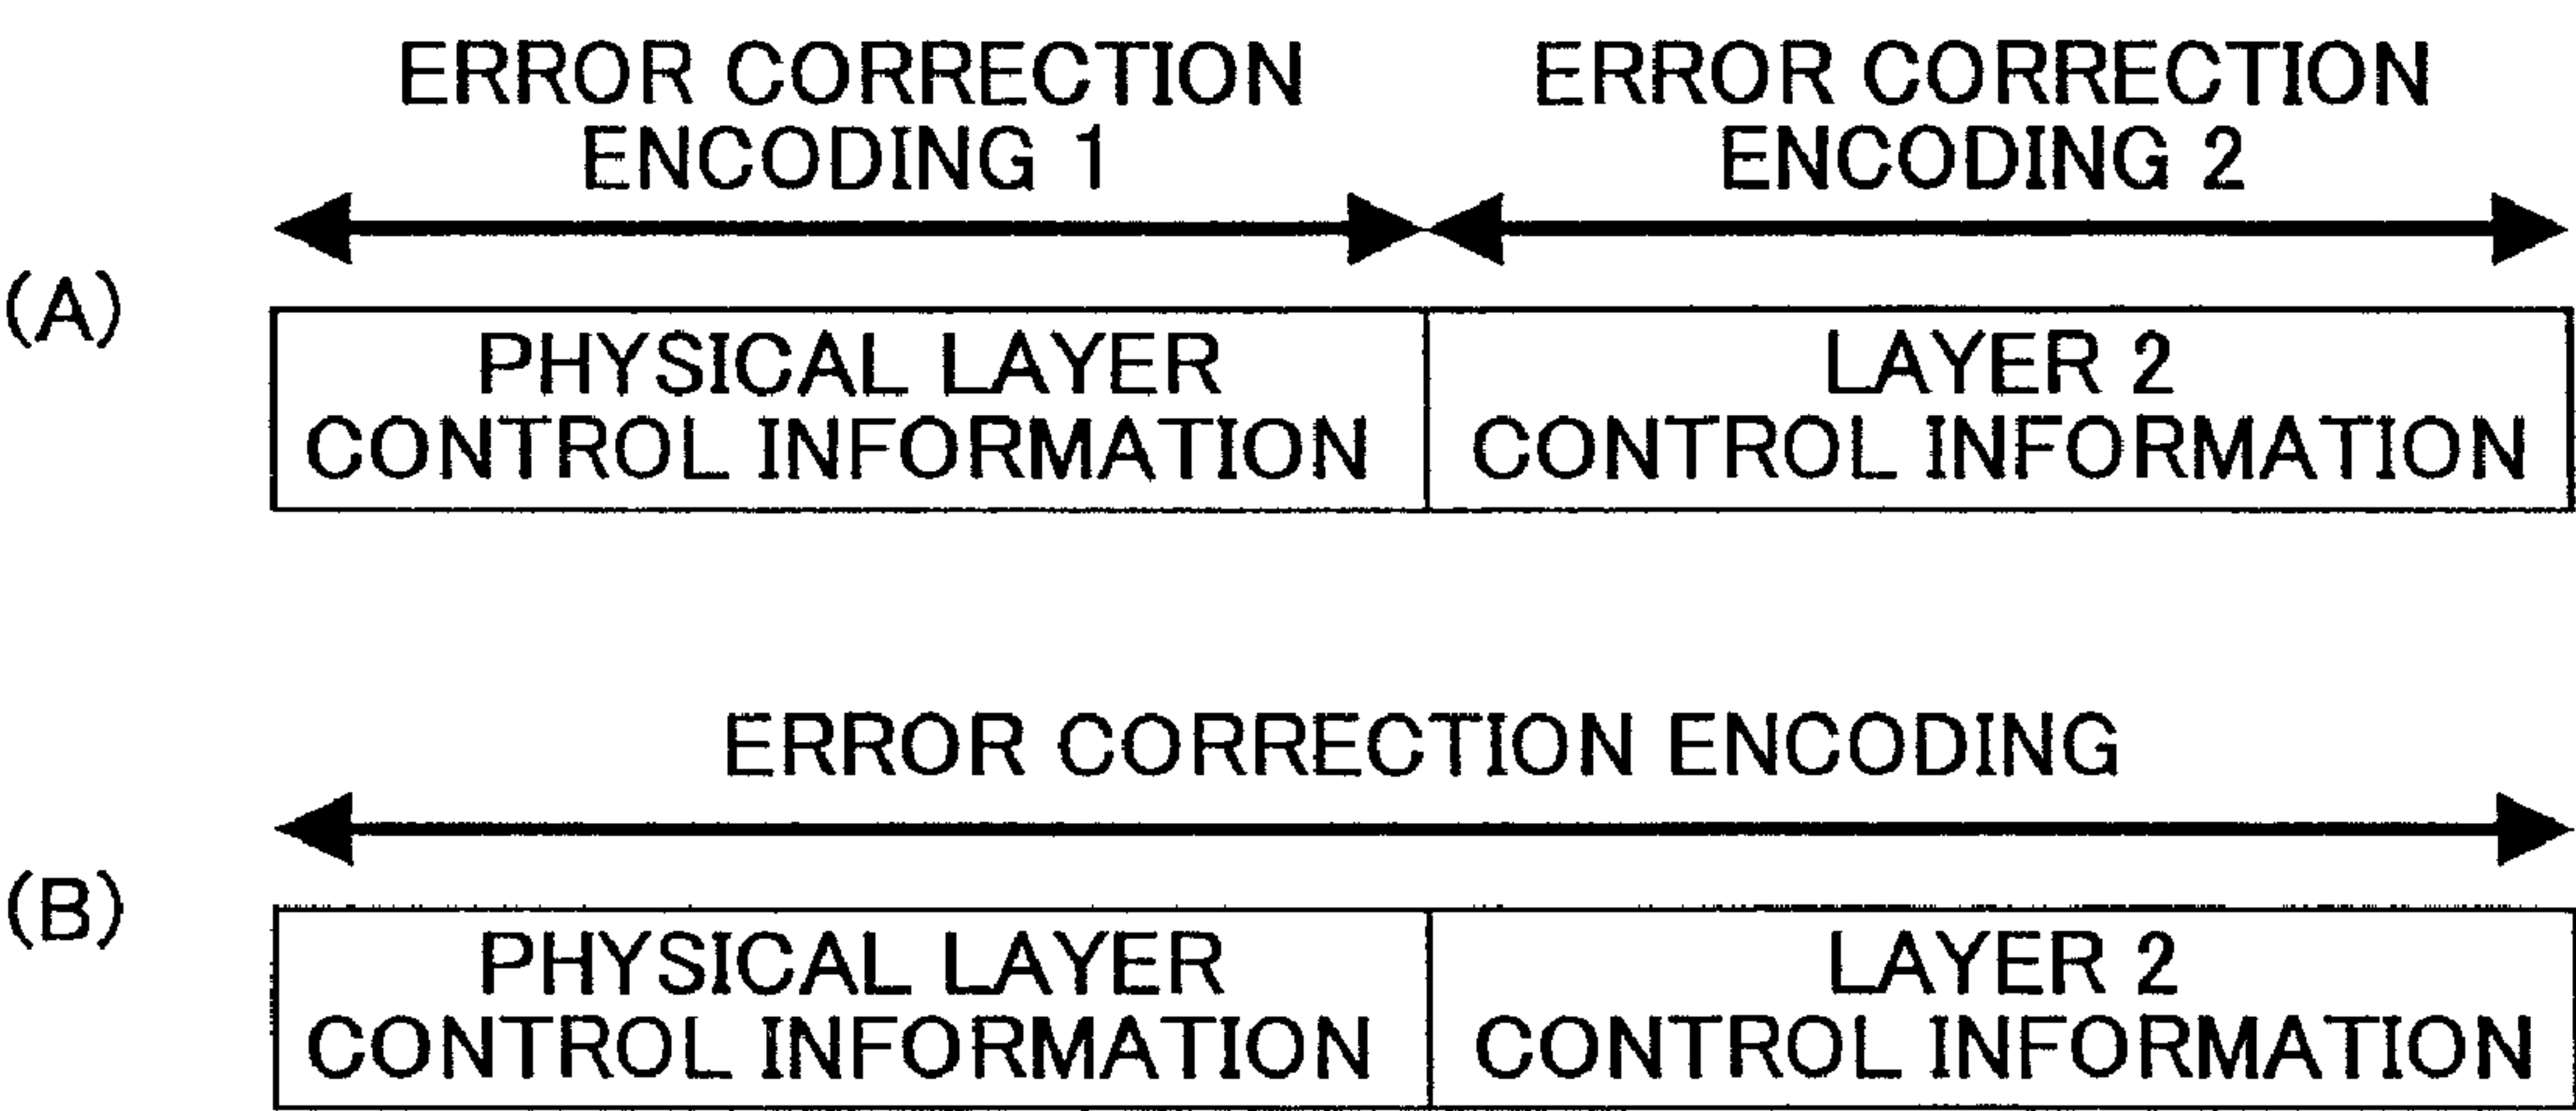 ERROR CORRECTION
ENCODING 1
ERROR CORRECTION
ENCODING 2
(A)
PHYSICAL LAYER
CONTROL INFORMATION
LAYER 2
CONTROL INFORMATION
ERROR CORRECTION ENCODING
(B)
PHYSICAL LAYER
CONTROL INFORMATION
LAYER 2
CONTROL INFORMATION